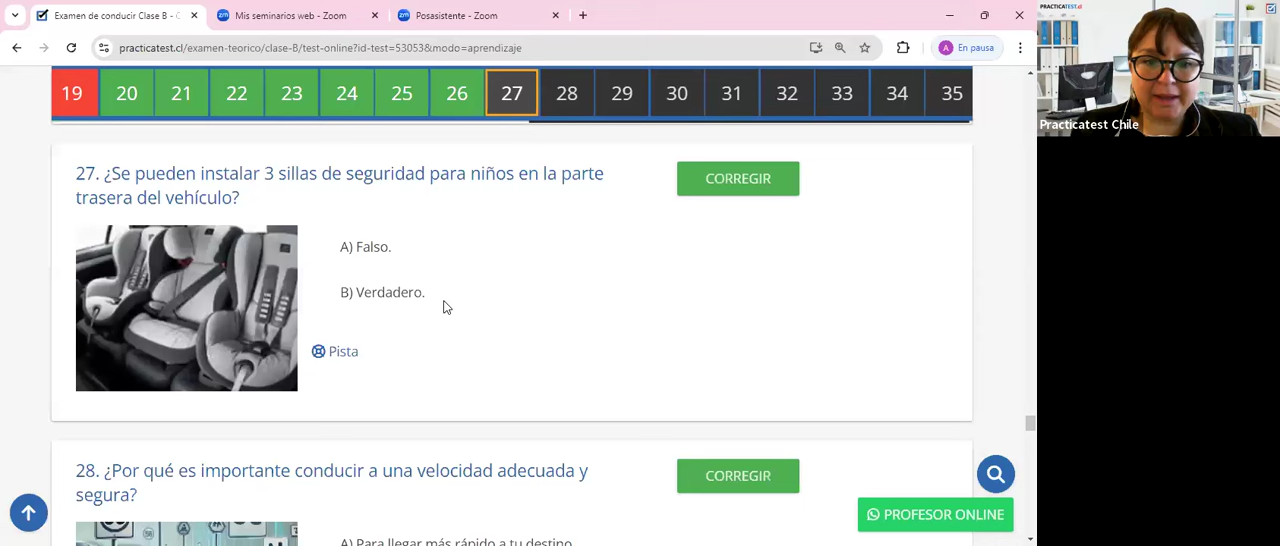 Examen de conducir Clase B - C
Mis seminarios web - Zoom
Posasistente - Zoom
practicatest.cl/examen-teorico/clase-B/test-online?id-test=53053&modo=aprendizaje
En pausa
19 20 21 22 23 24 25 26 27 28 29 30 31 32 33 34 35
27. ¿Se pueden instalar 3 sillas de seguridad para niños en la parte
trasera del vehículo?
CORREGIR
A) Falso.
B) Verdadero.
Pista
28. ¿Por qué es importante conducir a una velocidad adecuada y
segura?
CORREGIR
A) Para llegar más rápido a tu destino.
PROFESOR ONLINE
PRACTICATEST.CL
Practicatest Chile